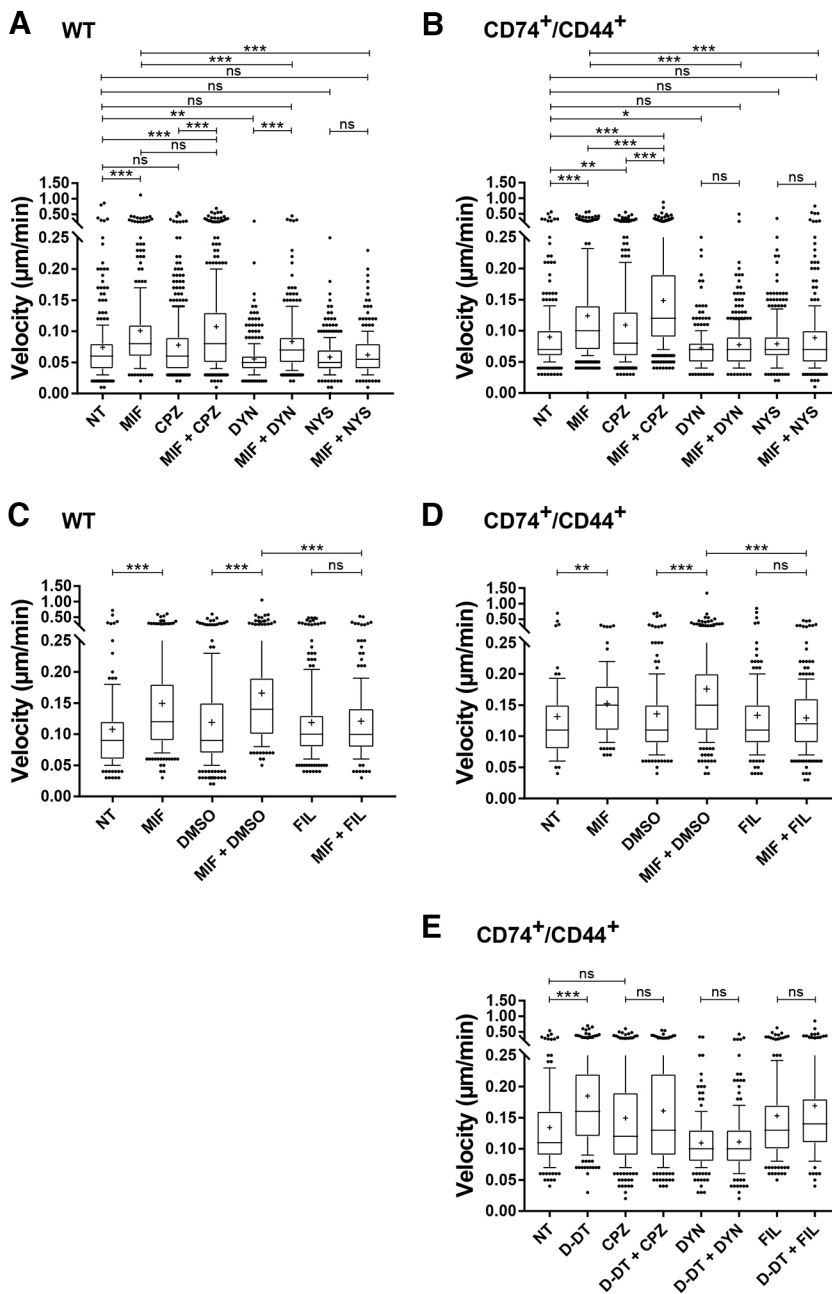 A WT
***
***
ns
ns
ns
**
*** ***
*** ns
ns
ns
***
Velocity (µm/min)
1.50
1.00
0.50
0.25
0.20
0.15
0.10
0.05
0.00
NT
MIF
CPZ
MIF + CPZ
DYN
MIF + DYN
NYS
MIF + NYS
B CD74+/CD44+
***
***
ns
ns
ns
*
***
***
***
**
*** ns ns
Velocity (µm/min)
1.50
1.00
0.50
0.25
0.20
0.15
0.10
0.05
0.00
NT
MIF
CPZ
MIF + CPZ
DYN
MIF + DYN
NYS
MIF + NYS
C WT
***
*** *** ns
Velocity (µm/min)
1.50
1.00
0.50
0.25
0.20
0.15
0.10
0.05
0.00
NT
MIF
DMSO
MIF + DMSO
FIL
MIF + FIL
D CD74+/CD44+
***
** *** ns
Velocity (µm/min)
1.50
1.00
0.50
0.25
0.20
0.15
0.10
0.05
0.00
NT
MIF
DMSO
MIF + DMSO
FIL
MIF + FIL
E CD74+/CD44+
ns
*** ns ns ns
Velocity (µm/min)
1.50
1.00
0.50
0.25
0.20
0.15
0.10
0.05
0.00
NT
D-DT
CPZ
D-DT + CPZ
DYN
D-DT + DYN
FIL
D-DT + FIL